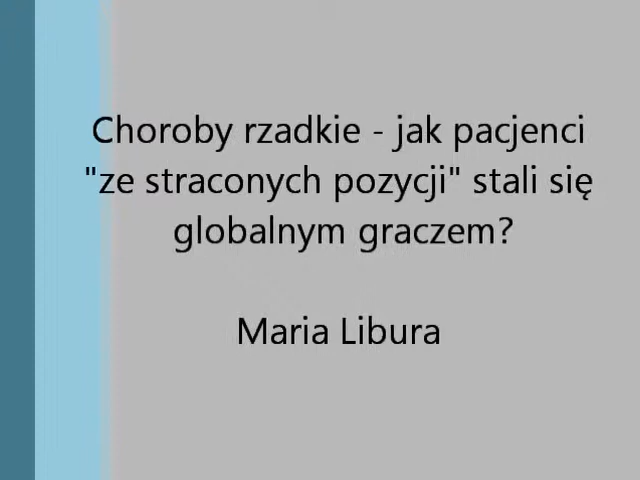 Choroby rzadkie - jak pacjenci
"ze straconych pozycji" stali się
globalnym graczem?
Maria Libura